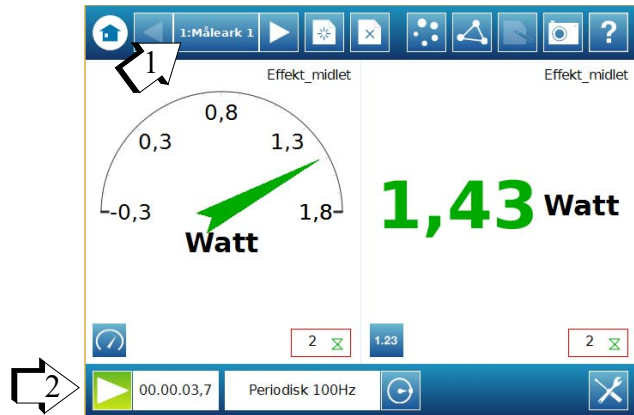 1:Måleark 1
?
1
Effekt_midlet
0,8
0,3
1,3
-0,3
1,8
Watt
2
Effekt_midlet
1,43 Watt
1.23
2
2
00.00.03,7
Periodisk 100Hz